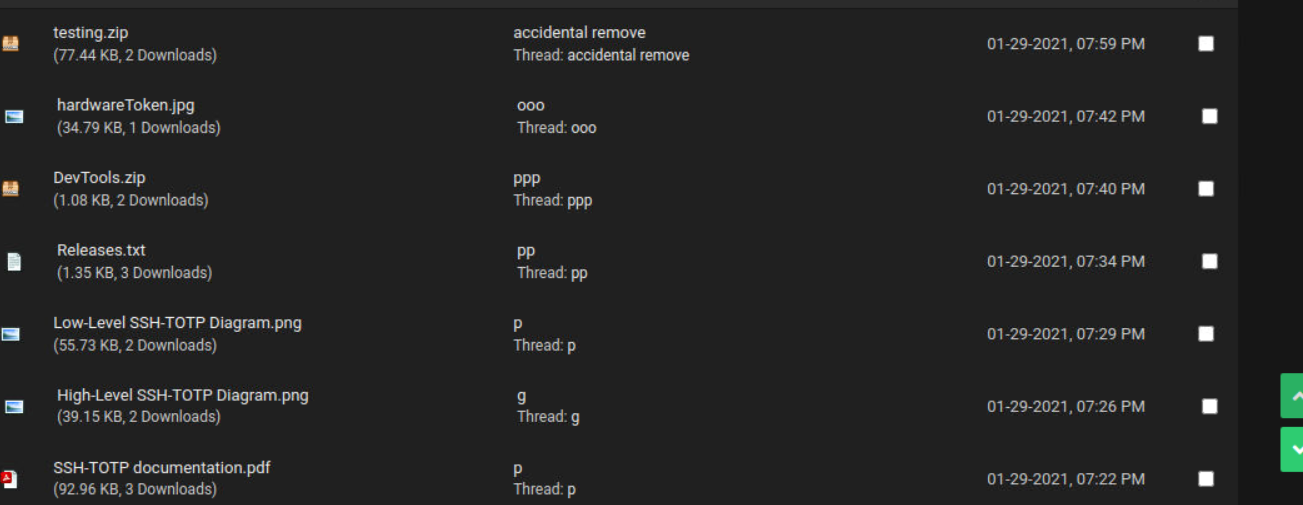 testing.zip
accidental remove
(77.44 KB, 2 Downloads)
Thread: accidental remove
01-29-2021, 07:59 PM
hardwareToken.jpg
ooo
(34.79 KB, 1 Downloads)
Thread: ooo
01-29-2021, 07:42 PM
DevTools.zip
ppp
(1.08 KB, 2 Downloads)
Thread: ppp
01-29-2021, 07:40 PM
Releases.txt
pp
(1.35 KB, 3 Downloads)
Thread: pp
01-29-2021, 07:34 PM
Low-Level SSH-TOTP Diagram.png
p
(55.73 KB, 2 Downloads)
Thread: p
01-29-2021, 07:29 PM
High-Level SSH-TOTP Diagram.png
g
(39.15 KB, 2 Downloads)
Thread: g
01-29-2021, 07:26 PM
SSH-TOTP documentation.pdf
p
(92.96 KB, 3 Downloads)
Thread: p
01-29-2021, 07:22 PM